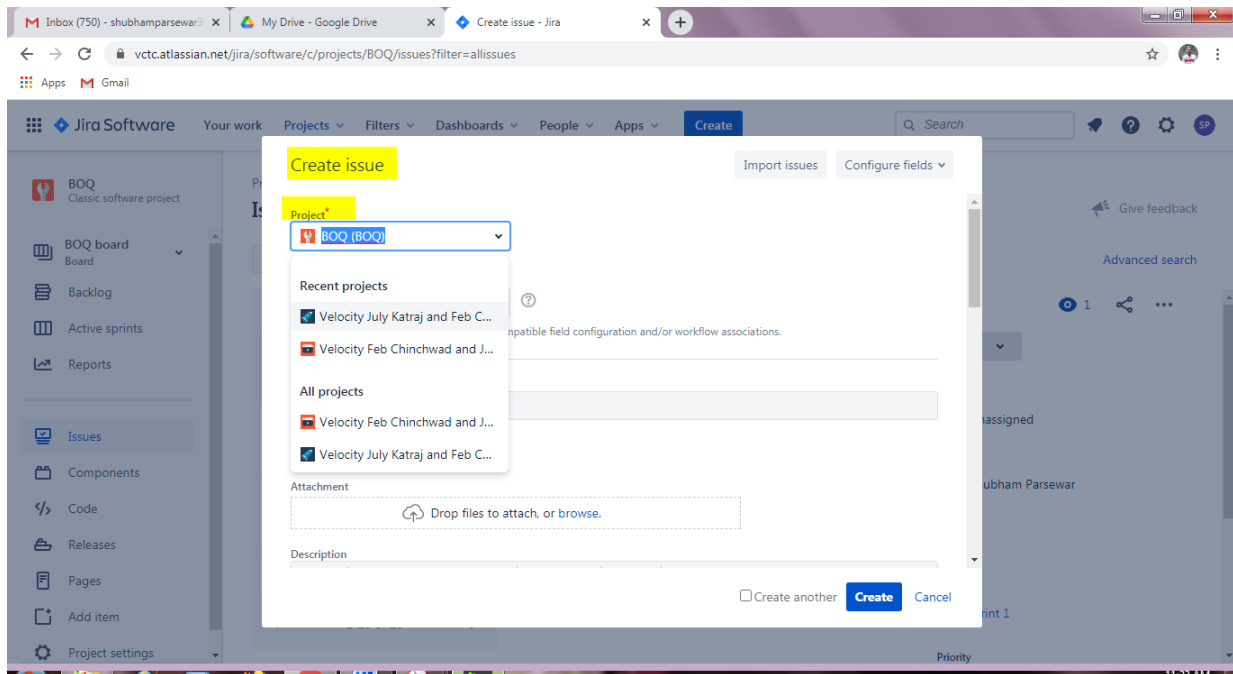 Inbox (750) - shubhamparsewar3
My Drive - Google Drive
Create issue - Jira
vctc.atlassian.net/jira/software/c/projects/BOQ/issues?filter=allissues
Apps
Gmail
Jira Software
Your work
Projects
Filters
Dashboards
People
Apps
Create
Search
SP
BOQ
Classic software project
BOQ board
Board
Backlog
Active sprints
Reports
Issues
Components
Code
Releases
Pages
Add item
Project settings
Give feedback
Advanced search
1
Create issue
Import issues
Configure fields
Project*
BOQ (BOQ)
Recent projects
Velocity July Katraj and Feb C...
Velocity Feb Chinchwad and J...
All projects
Velocity Feb Chinchwad and J...
Velocity July Katraj and Feb C...
mpatible field configuration and/or workflow associations.
Attachment
Drop files to attach, or browse.
Description
Create another
Create
Cancel
nassigned
ubham Parsewar
rint 1
Priority